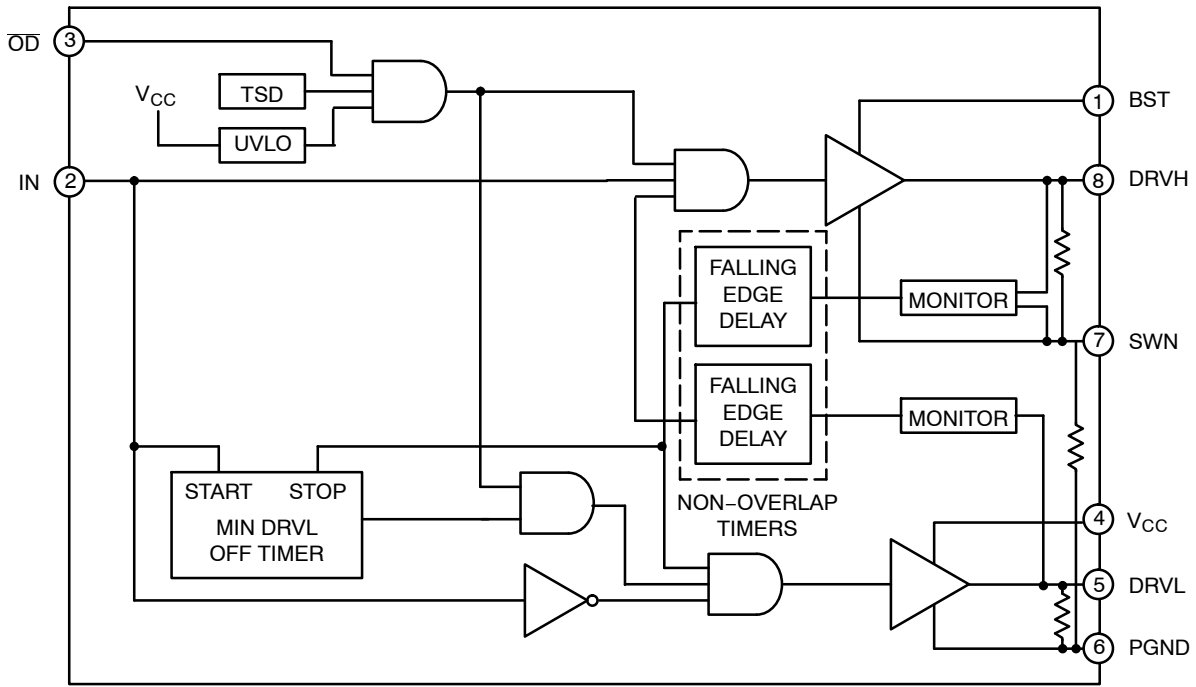 OD
3
TSD
VCC
UVLO
IN
2
1
BST
8
DRVH
FALLING
EDGE
DELAY
MONITOR
7
SWN
FALLING
EDGE
DELAY
MONITOR
START
STOP
MIN DRVL
OFF TIMER
NON−OVERLAP
TIMERS
4
VCC
5
DRVL
6
PGND